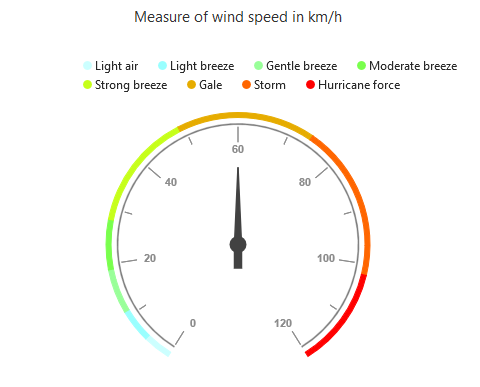 Measure of wind speed in km/h
Light air Light breeze Gentle breeze Moderate breeze
Strong breeze Gale Storm Hurricane force
60
40 80
20 100
0 120